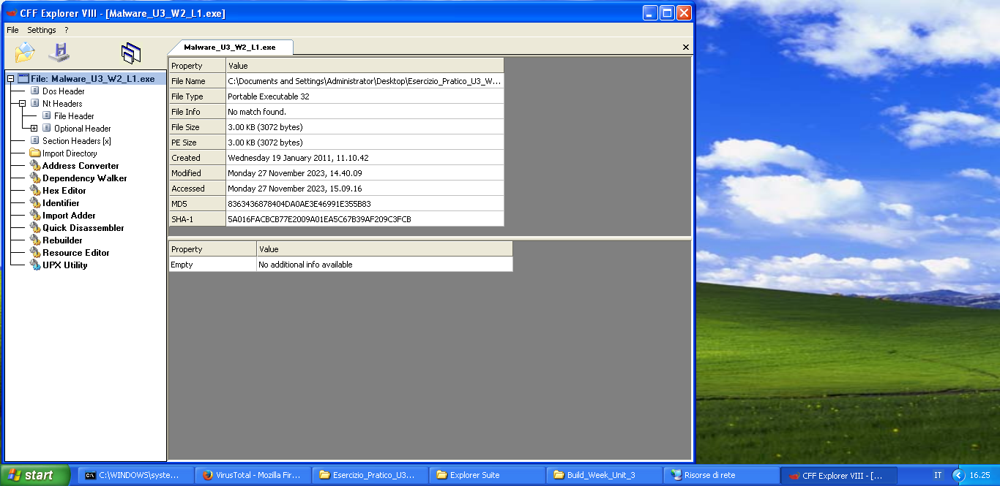 CFF Explorer VIII - [Malware_U3_W2_L1.exe]
File Settings ?
Malware_U3_W2_L1.exe
File: Malware_U3_W2_L1.exe
Dos Header
Nt Headers
File Header
Optional Header
Section Headers [x]
Import Directory
Address Converter
Dependency Walker
Hex Editor
Identifier
Import Adder
Quick Disassembler
Rebuilder
Resource Editor
UPX Utility
Property Value
File Name C:\Documents and Settings\Administrator\Desktop\Esercizio_Pratico_U3_W...
File Type Portable Executable 32
File Info No match found.
File Size 3.00 KB (3072 bytes)
PE Size 3.00 KB (3072 bytes)
Created Wednesday 19 January 2011, 11.10.42
Modified Monday 27 November 2023, 14.40.09
Accessed Monday 27 November 2023, 15.09.16
MD5 8363436878404DA0AE3E46991E355B83
SHA-1 5A016FACBCB77E2009A01EA5C67B39AF209C3FCB
Property Value
Empty No additional info available
start C:\WINDOWS\syste... VirusTotal - Mozilla Fir... Esercizio_Pratico_U3... Explorer Suite Build_Week_Unit_3 Risorse di rete CFF Explorer VIII - [... IT 16.25